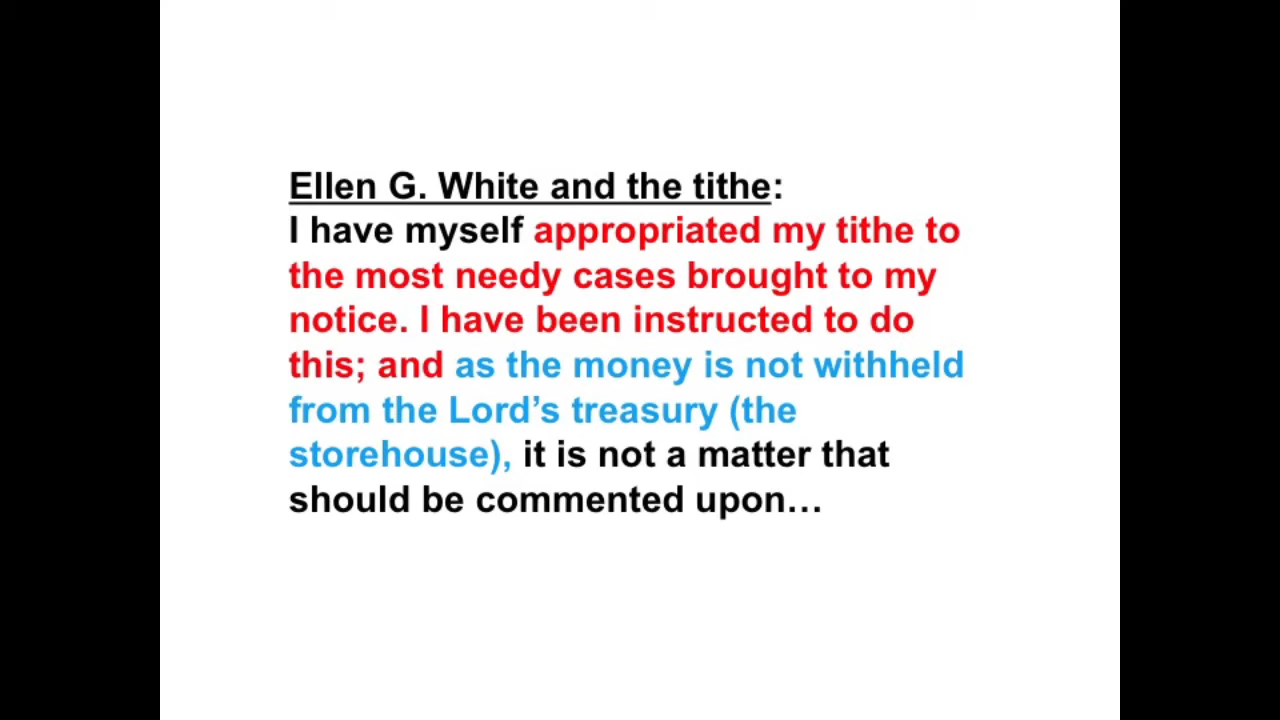 Ellen G. White and the tithe:
I have myself appropriated my tithe to
the most needy cases brought to my
notice. I have been instructed to do
this; and as the money is not withheld
from the Lord’s treasury (the
storehouse), it is not a matter that
should be commented upon…